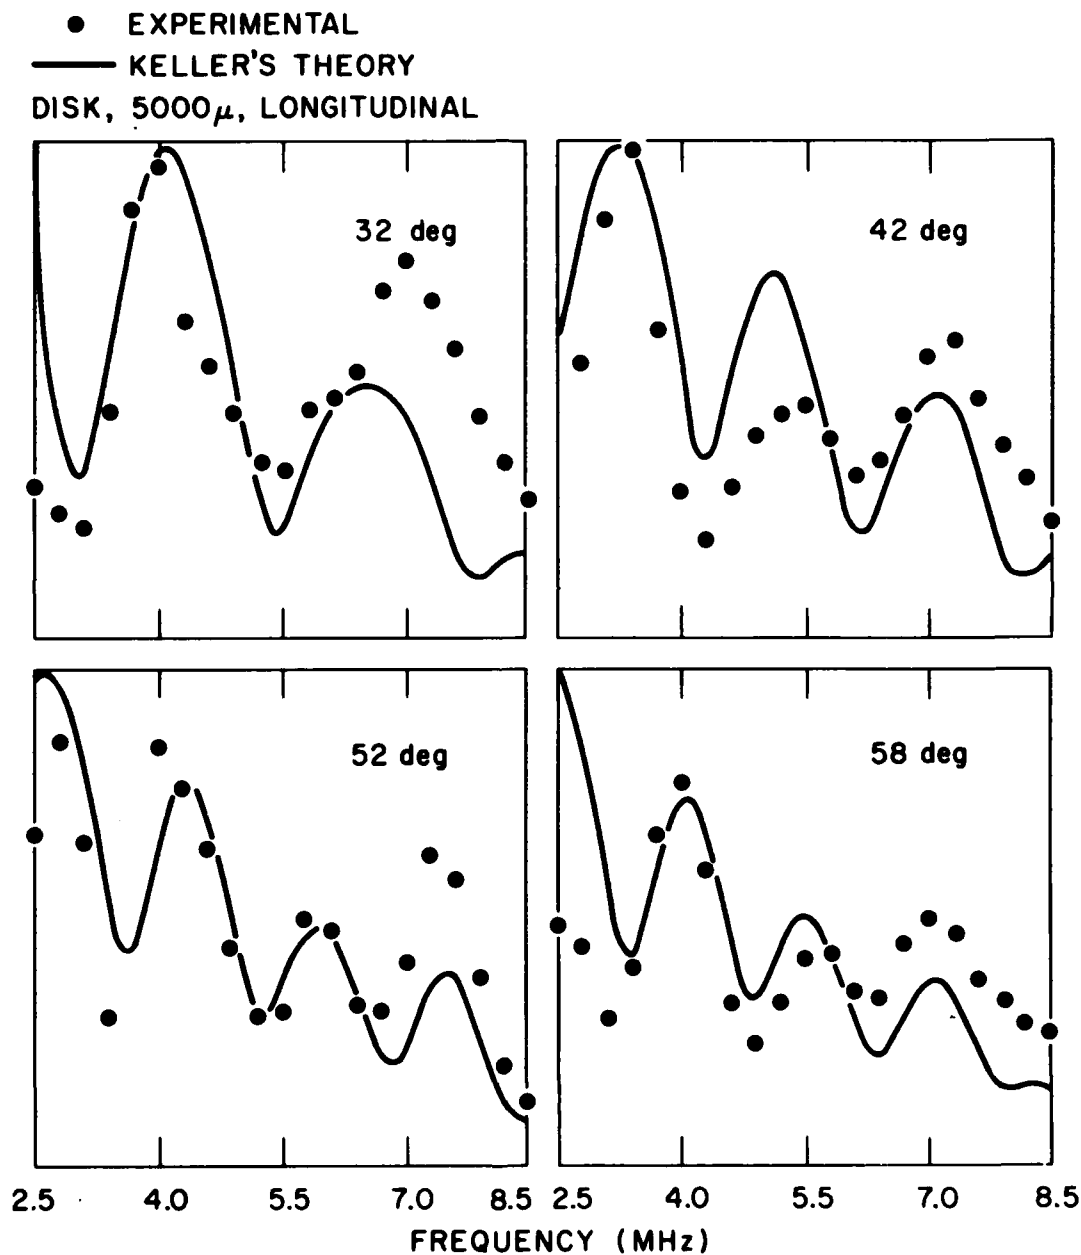 EXPERIMENTAL
KELLER'S THEORY
DISK, 5000μ, LONGITUDINAL
32 deg
42 deg
52 deg
58 deg
2.5 4.0 5.5 7.0 8.5 2.5 4.0 5.5 7.0 8.5
FREQUENCY (MHz)